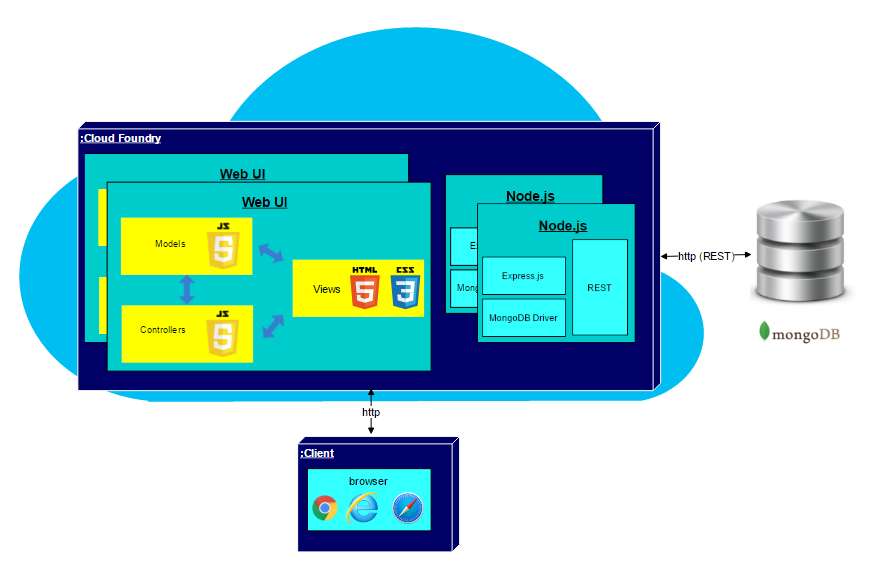 :Cloud Foundry
Web UI
Web UI
Models
JS
Views
HTML
CSS
Controllers
JS
Node.js
Node.js
Express.js
MongoDB Driver
REST
http (REST)
mongoDB
http
:Client
browser